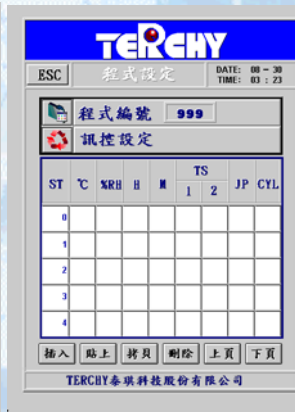 TERCHY
ESC 程式設定 DATE: 08 - 30
TIME: 03 : 23
程式編號 999
訊控設定
ST ℃ %RH H M TS JP CYL
1 2
0
1
2
3
4
插入 貼上 拷貝 刪除 上頁 下頁
TERCHY泰琪科技股份有限公司